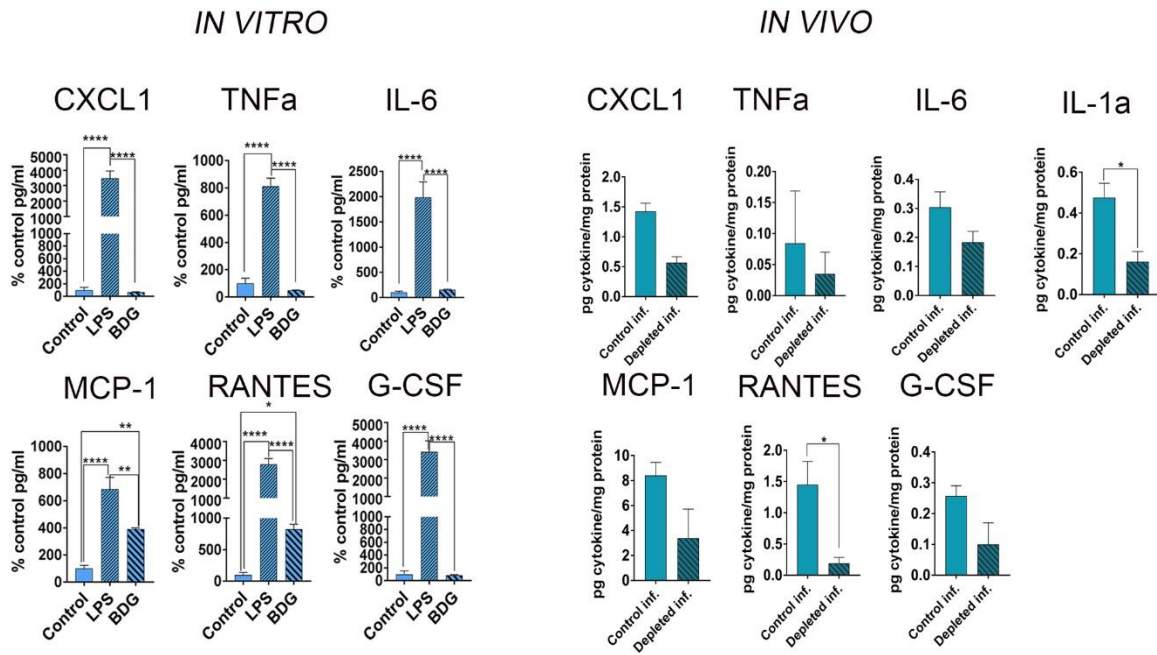 IN VITRO
IN VIVO
CXCL1
% control pg/ml
5000
4000
3000
2000
1000
1000
800
600
400
200
0
****
****
Control
LPS
BDG
TNFa
% control pg/ml
1000
800
600
400
200
0
****
****
Control
LPS
BDG
IL-6
% control pg/ml
2500
2000
1500
1000
500
0
****
****
Control
LPS
BDG
CXCL1
pg cytokine/mg protein
2.0
1.5
1.0
0.5
0.0
Control inf.
Depleted inf.
TNFa
pg cytokine/mg protein
0.20
0.15
0.10
0.05
0.00
Control inf.
Depleted inf.
IL-6
pg cytokine/mg protein
0.4
0.3
0.2
0.1
0.0
Control inf.
Depleted inf.
IL-1a
pg cytokine/mg protein
0.6
0.4
0.2
0.0
*
Control inf.
Depleted inf.
MCP-1
% control pg/ml
1000
800
600
400
200
0
**
****
**
Control
LPS
BDG
RANTES
% control pg/ml
4000
3000
2000
1000
1000
500
0
*
****
****
Control
LPS
BDG
G-CSF
% control pg/ml
5000
4000
3000
2000
1000
1000
800
600
400
200
0
****
****
Control
LPS
BDG
MCP-1
pg cytokine/mg protein
10
8
6
4
2
0
Control inf.
Depleted inf.
RANTES
pg cytokine/mg protein
2.0
1.5
1.0
0.5
0.0
*
Control inf.
Depleted inf.
G-CSF
pg cytokine/mg protein
0.4
0.3
0.2
0.1
0.0
Control inf.
Depleted inf.